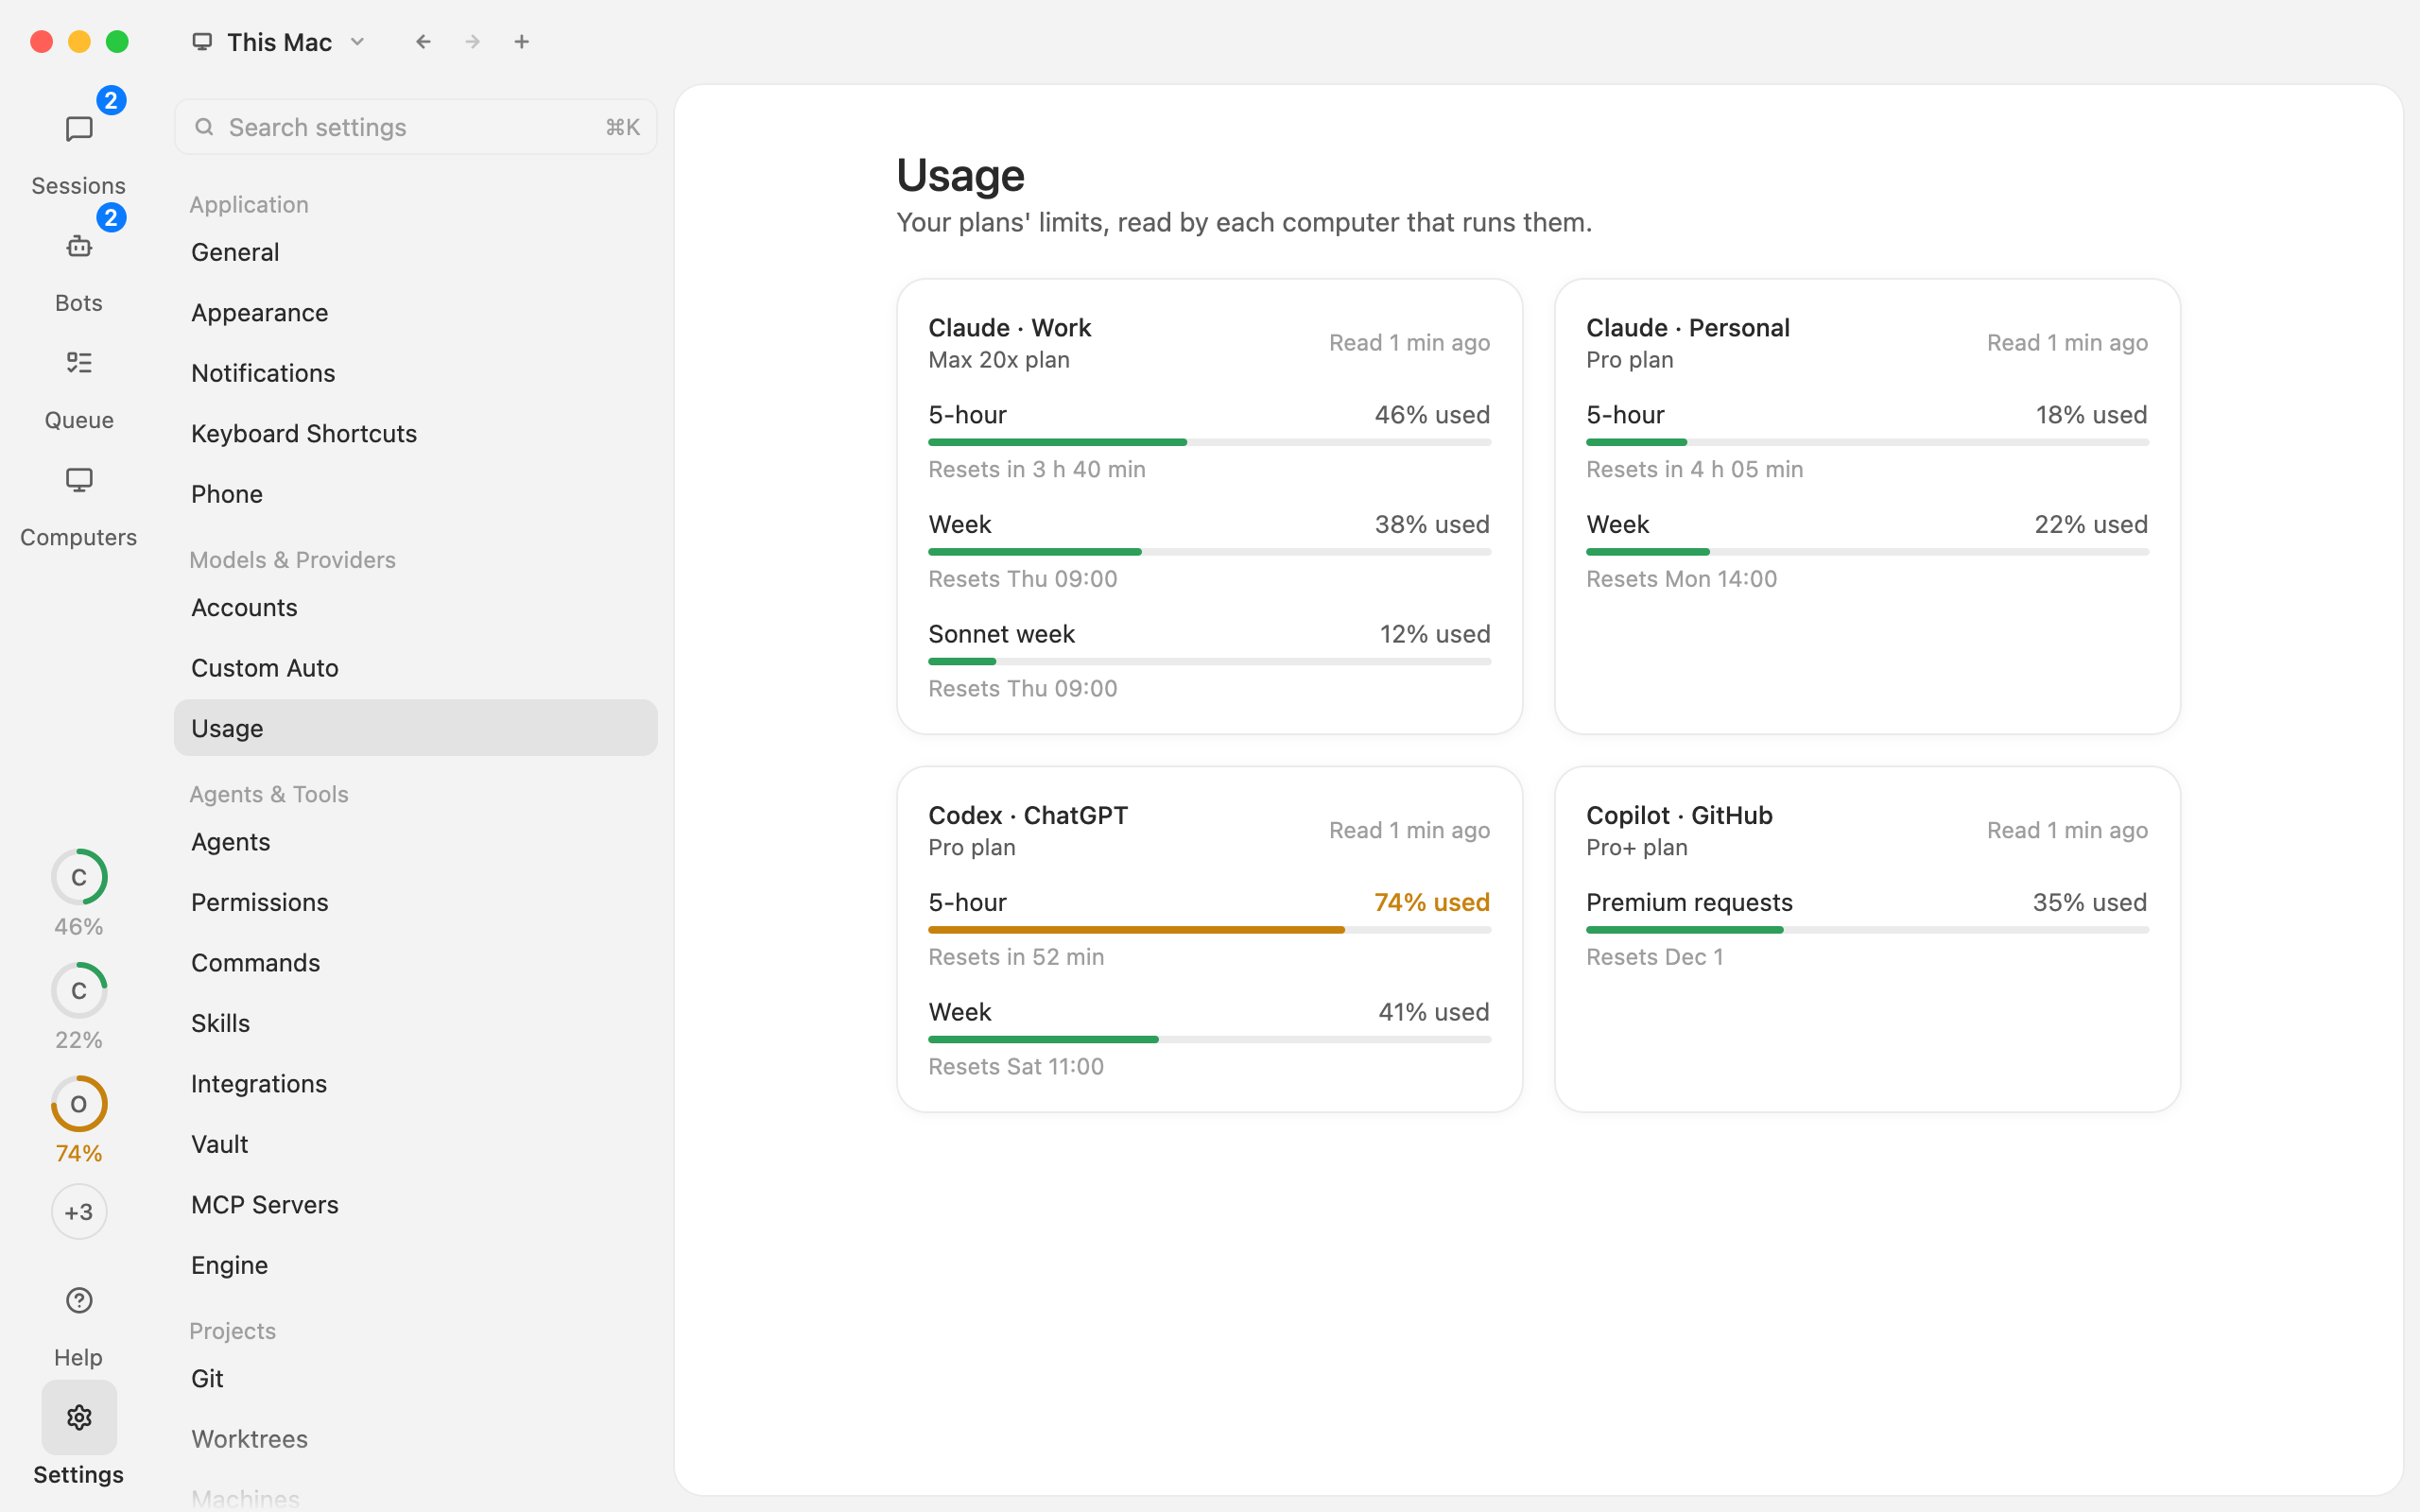 This Mac
2
Sessions
2
Bots
Queue
Computers
C
46%
C
22%
O
74%
+3
Help
Settings
Search settings ⌘K
Application
General
Appearance
Notifications
Keyboard Shortcuts
Phone
Models & Providers
Accounts
Custom Auto
Usage
Agents & Tools
Agents
Permissions
Commands
Skills
Integrations
Vault
MCP Servers
Engine
Projects
Git
Worktrees
Machines
Usage
Your plans' limits, read by each computer that runs them.
Claude · Work
Max 20x plan
Read 1 min ago
5-hour 46% used
Resets in 3 h 40 min
Week 38% used
Resets Thu 09:00
Sonnet week 12% used
Resets Thu 09:00
Claude · Personal
Pro plan
Read 1 min ago
5-hour 18% used
Resets in 4 h 05 min
Week 22% used
Resets Mon 14:00
Codex · ChatGPT
Pro plan
Read 1 min ago
5-hour 74% used
Resets in 52 min
Week 41% used
Resets Sat 11:00
Copilot · GitHub
Pro+ plan
Read 1 min ago
Premium requests 35% used
Resets Dec 1